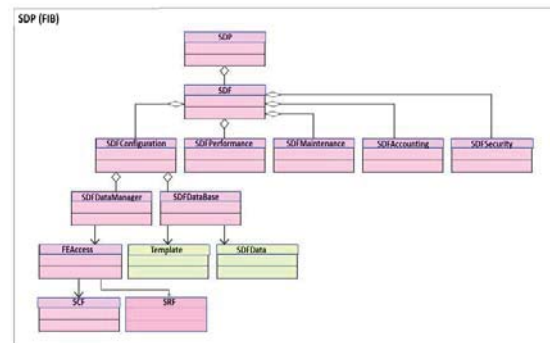 SDP (FIB)
SDP
SDF
SDFConfiguration
SDFPerformance
SDFMaintenance
SDFAccounting
SDFSecurity
SDFDataManager
SDFDataBase
FEAccess
Template
SDFData
SCF
SRF